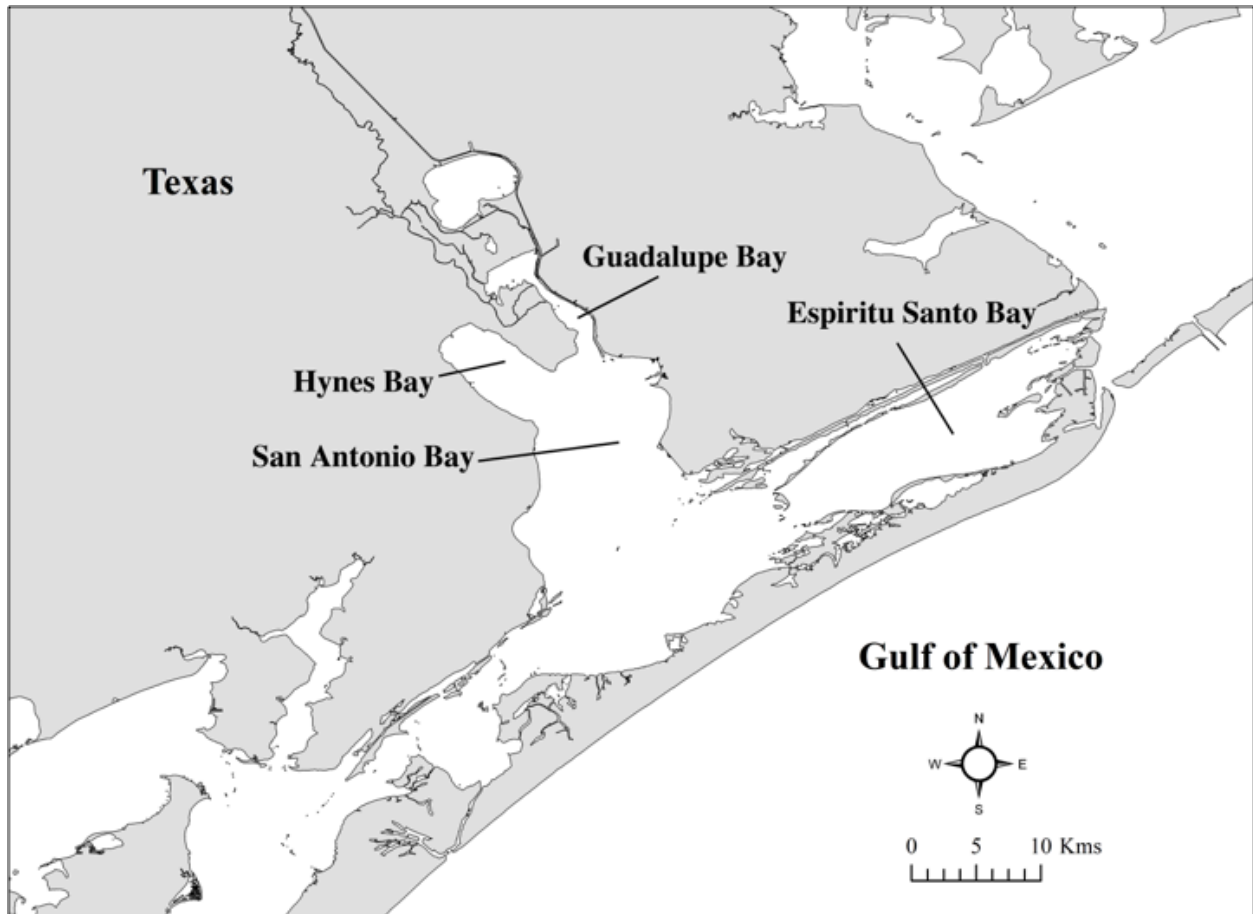 Texas
Guadalupe Bay
Espiritu Santo Bay
Hynes Bay
San Antonio Bay
Gulf of Mexico
N
W E
S
0 5 10 Kms